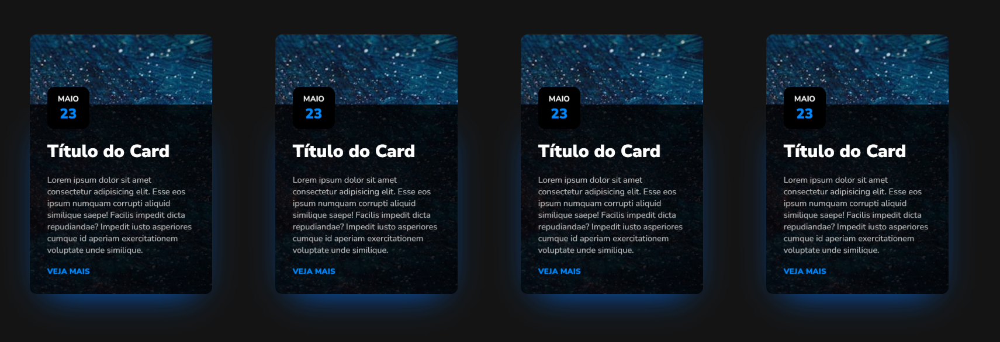 MAIO
23
Título do Card
Lorem ipsum dolor sit amet
consectetur adipisicing elit. Esse eos
ipsum numquam corrupti aliquid
similique saepe! Facilis impedit dicta
repudiandae? Impedit iusto asperiores
cumque id aperiam exercitationem
voluptate unde similique.
VEJA MAIS
MAIO
23
Título do Card
Lorem ipsum dolor sit amet
consectetur adipisicing elit. Esse eos
ipsum numquam corrupti aliquid
similique saepe! Facilis impedit dicta
repudiandae? Impedit iusto asperiores
cumque id aperiam exercitationem
voluptate unde similique.
VEJA MAIS
MAIO
23
Título do Card
Lorem ipsum dolor sit amet
consectetur adipisicing elit. Esse eos
ipsum numquam corrupti aliquid
similique saepe! Facilis impedit dicta
repudiandae? Impedit iusto asperiores
cumque id aperiam exercitationem
voluptate unde similique.
VEJA MAIS
MAIO
23
Título do Card
Lorem ipsum dolor sit amet
consectetur adipisicing elit. Esse eos
ipsum numquam corrupti aliquid
similique saepe! Facilis impedit dicta
repudiandae? Impedit iusto asperiores
cumque id aperiam exercitationem
voluptate unde similique.
VEJA MAIS